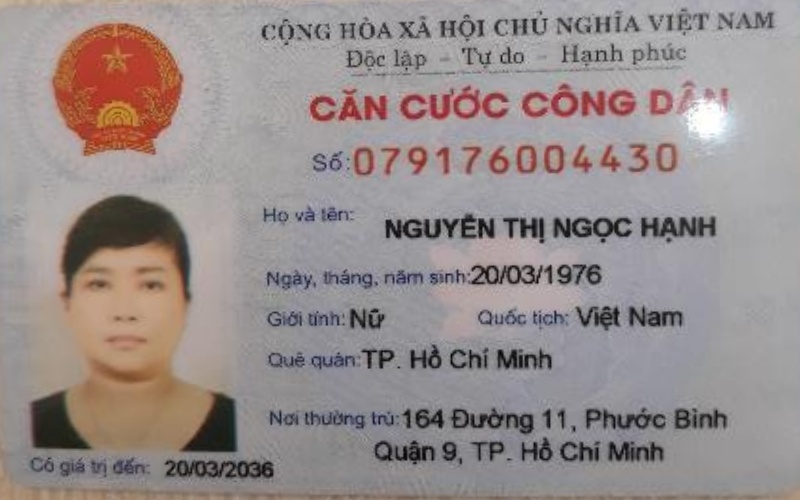 CỘNG HÒA XÃ HỘI CHỦ NGHĨA VIỆT NAM
Độc lập - Tự do - Hạnh phúc
CĂN CƯỚC CÔNG DÂN
Số: 079176004430
Họ và tên: NGUYỄN THỊ NGỌC HẠNH
Ngày, tháng, năm sinh: 20/03/1976
Giới tính: Nữ Quốc tịch: Việt Nam
Quê quán: TP. Hồ Chí Minh
Nơi thường trú: 164 Đường 11, Phước Bình
Quận 9, TP. Hồ Chí Minh
Có giá trị đến: 20/03/2036